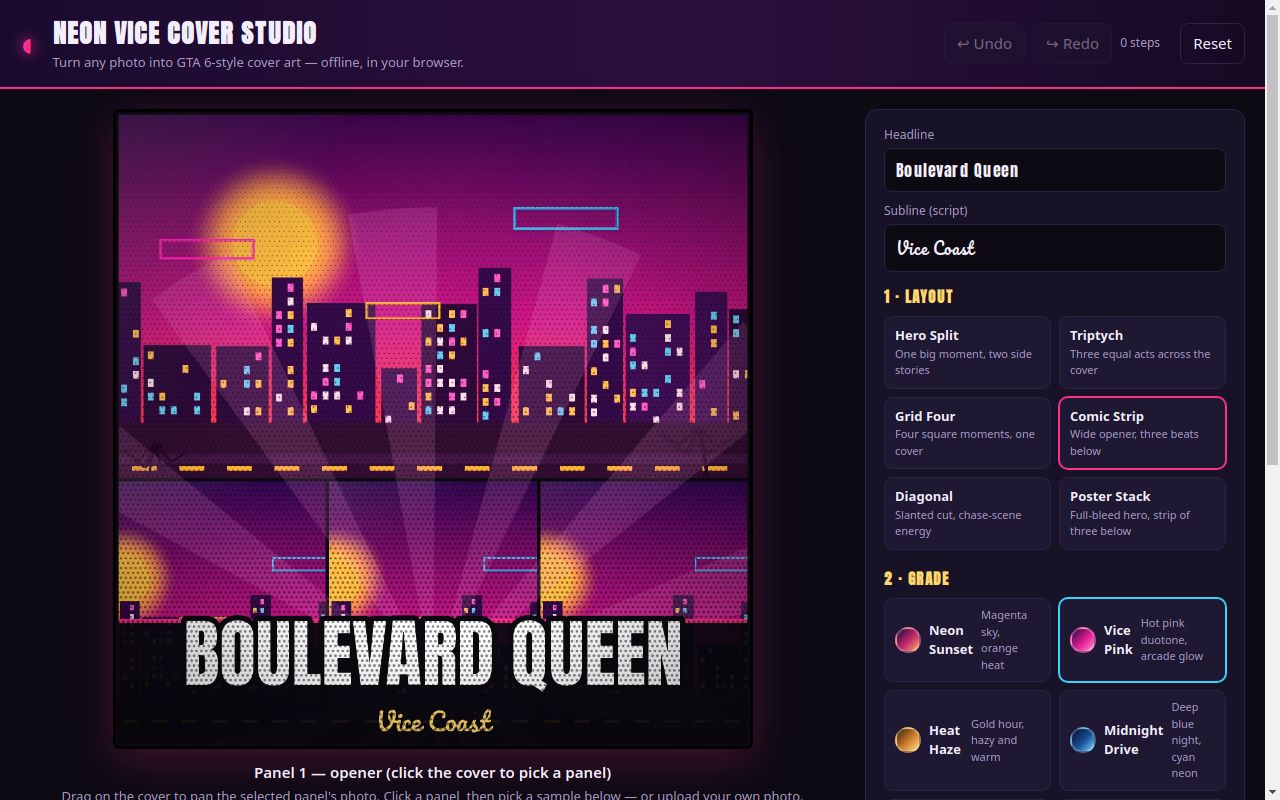 NEON VICE COVER STUDIO
Turn any photo into GTA 6-style cover art — offline, in your browser.
↩ Undo
↪ Redo
0 steps
Reset
BOULEVARD QUEEN
Vice Coast
Panel 1 — opener (click the cover to pick a panel)
Drag on the cover to pan the selected panel's photo. Click a panel, then pick a sample below — or upload your own photo.
Headline
Boulevard Queen
Subline (script)
Vice Coast
1 · LAYOUT
Hero Split
One big moment, two side
stories
Triptych
Three equal acts across the
cover
Grid Four
Four square moments, one
cover
Comic Strip
Wide opener, three beats
below
Diagonal
Slanted cut, chase-scene
energy
Poster Stack
Full-bleed hero, strip of
three below
2 · GRADE
Neon
Sunset
Magenta
sky,
orange
heat
Vice
Pink
Hot pink
duotone,
arcade glow
Heat
Haze
Gold hour,
hazy and
warm
Midnight
Drive
Deep
blue
night,
cyan
neon